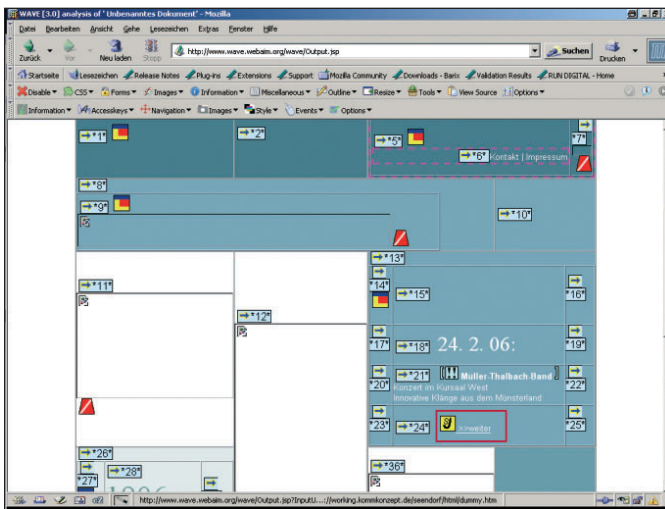 WAVE [3.0] analysis of ' Unbenanntes Dokument' - Mozilla
Datei Bearbeiten Ansicht Gehe Lesezeichen Extras Fenster Hilfe
Zurück Vor Neu laden Stopp http://www.wave.webaim.org/wave/Output.jsp Suchen Drucken
Startseite Lesezeichen Release Notes Plug-ins Extensions Support Mozilla Community Downloads - Barix Validation Results RUN DIGITAL - Home
Disable CSS Forms Images Information Miscellaneous Outline Resize Tools View Source Options
Information Accesskeys Navigation Images Style Events Options
*1* *2* *5* *7*
*6* Kontakt | Impressum
*8*
*9* *10*
*13*
*11* *14* *15* *16*
*12*
*17* *18* 24. 2. 06: *19*
*20* *21* Müller-Thalbach-Band *22*
Konzert im Kursaal West
Innovative Klänge aus dem Monsterland
*23* *24* >>weiter *25*
*26* *36*
*27* *28*
http://www.wave.webaim.org/wave/Output.jsp?InputU...://working.kommkonzept.de/seendorf/html/dummy.htm